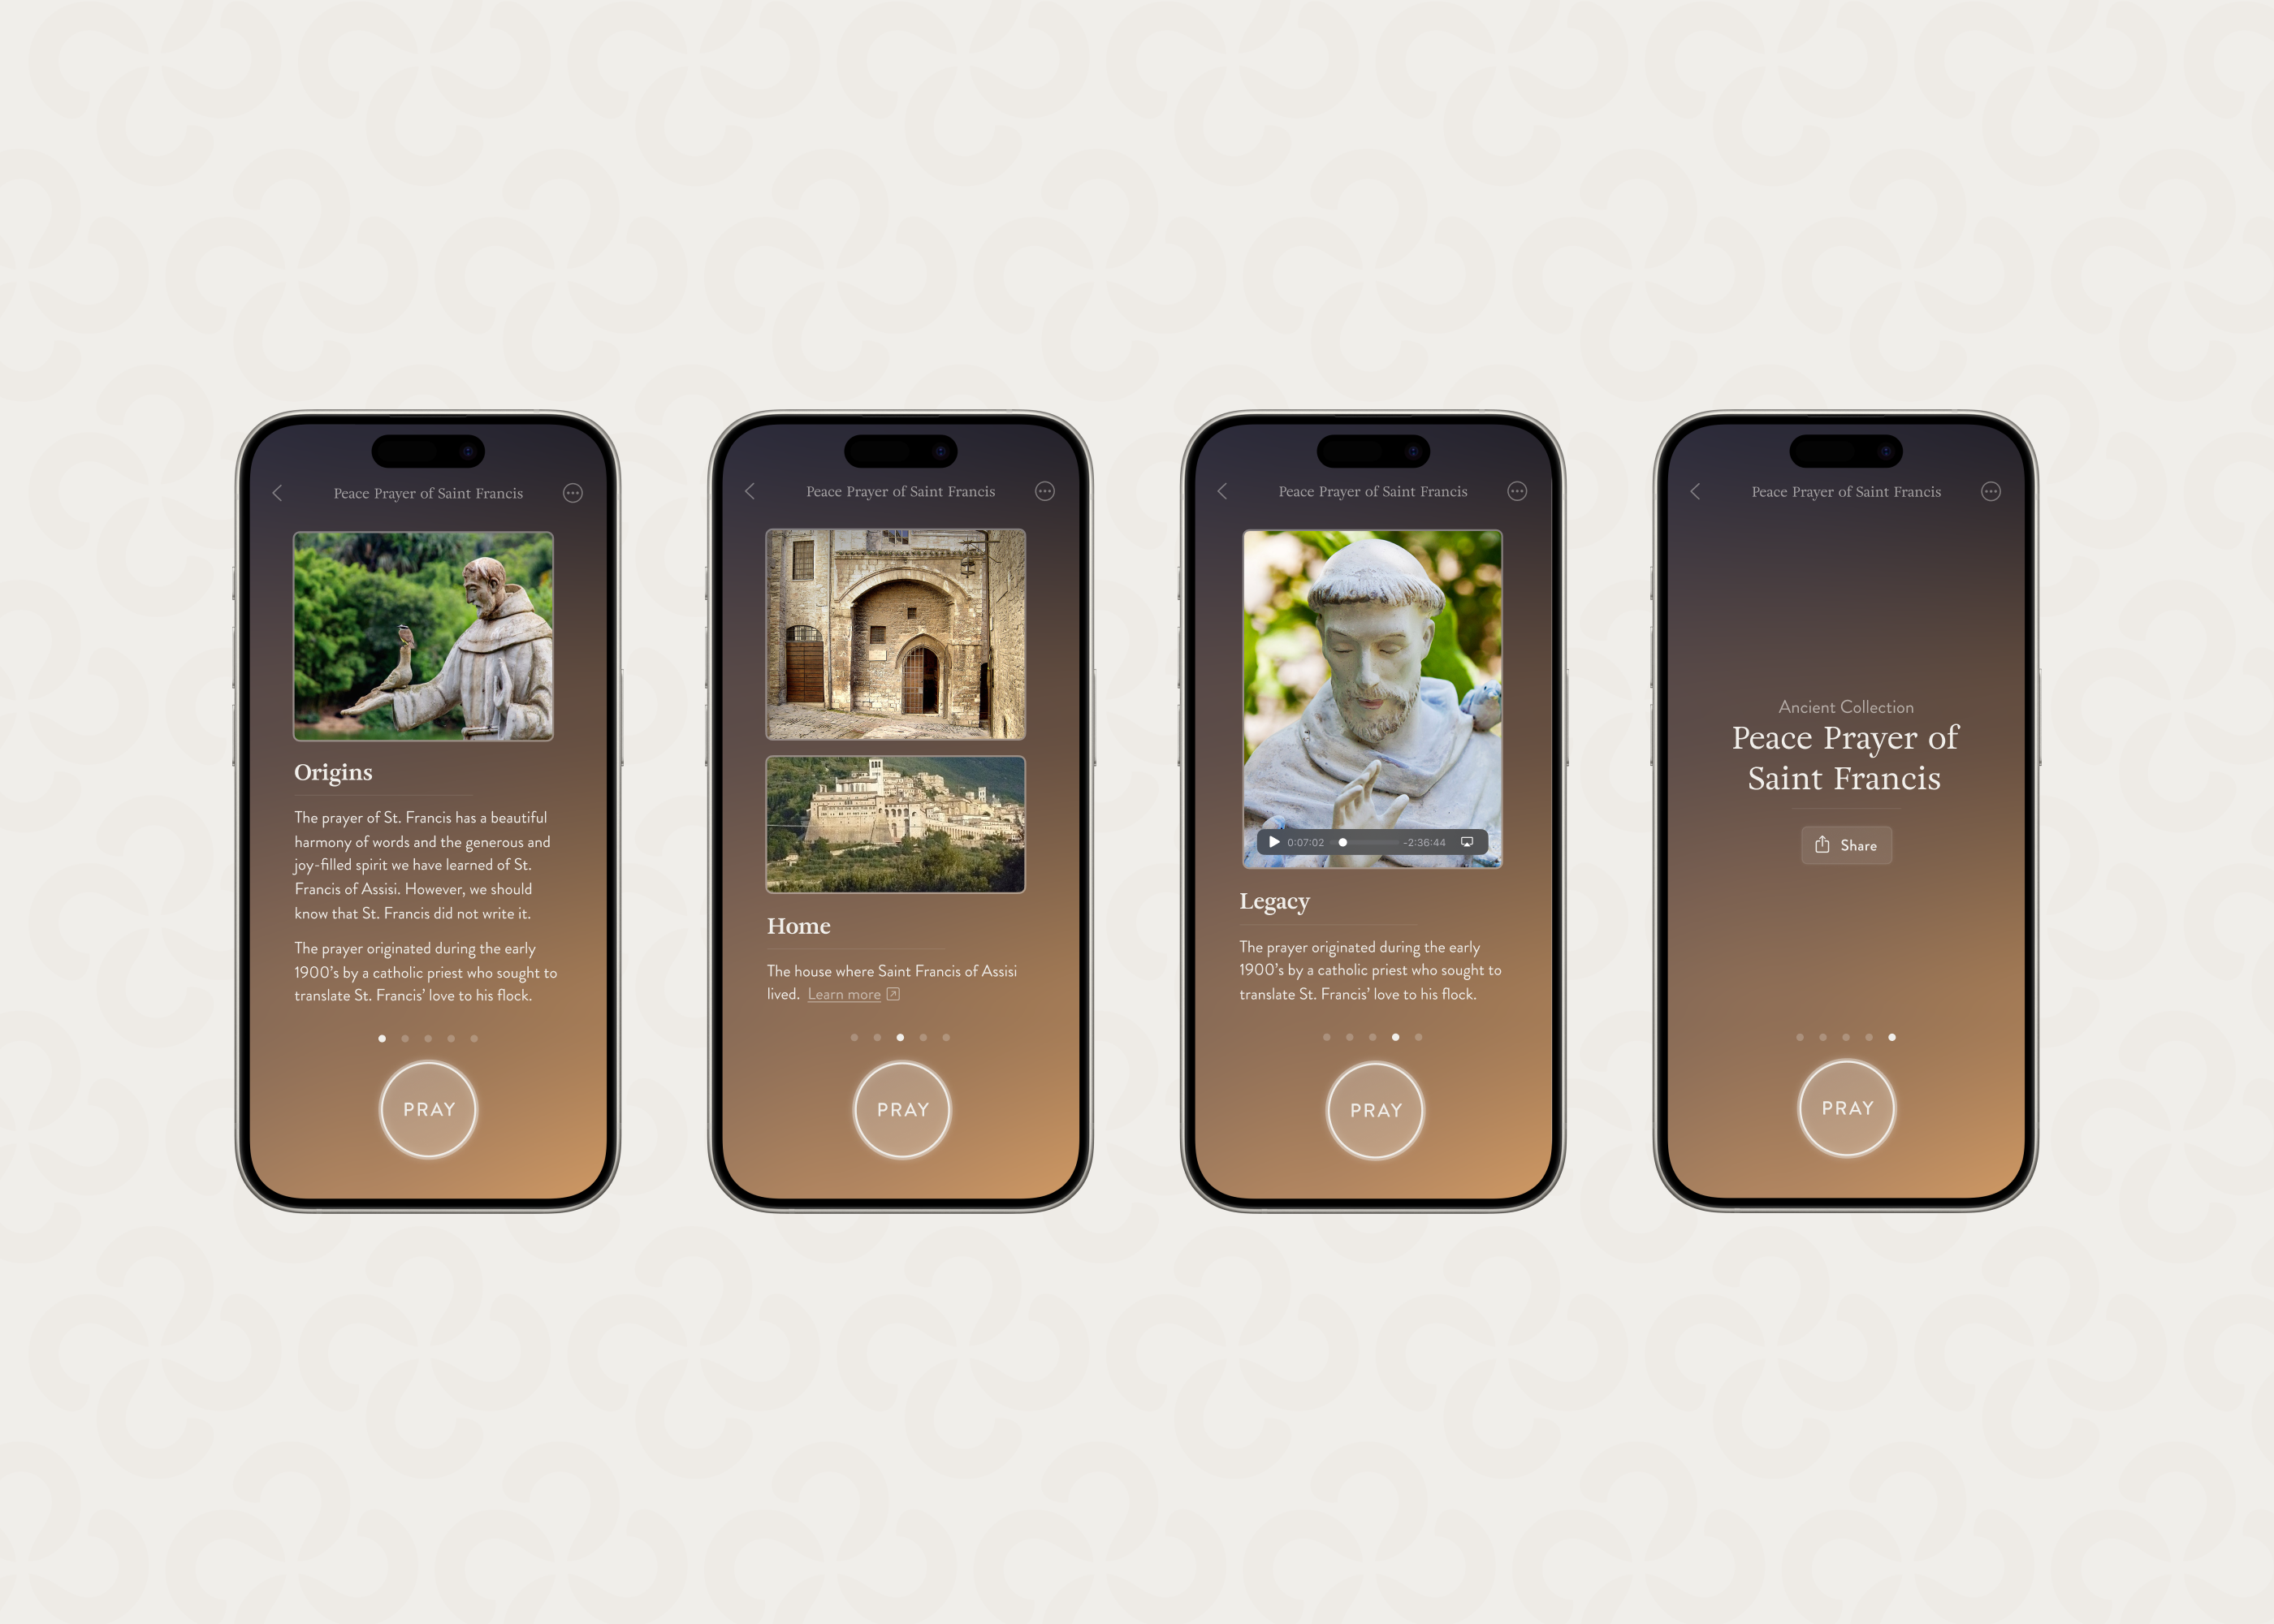 Peace Prayer of Saint Francis
Origins
The prayer of St. Francis has a beautiful
harmony of words and the generous and
joy-filled spirit we have learned of St.
Francis of Assisi. However, we should
know that St. Francis did not write it.
The prayer originated during the early
1900’s by a catholic priest who sought to
translate St. Francis’ love to his flock.
PRAY
Peace Prayer of Saint Francis
Home
The house where Saint Francis of Assisi
lived. Learn more
PRAY
Peace Prayer of Saint Francis
0:07:02 -2:36:44
Legacy
The prayer originated during the early
1900’s by a catholic priest who sought to
translate St. Francis’ love to his flock.
PRAY
Peace Prayer of Saint Francis
Ancient Collection
Peace Prayer of
Saint Francis
Share
PRAY